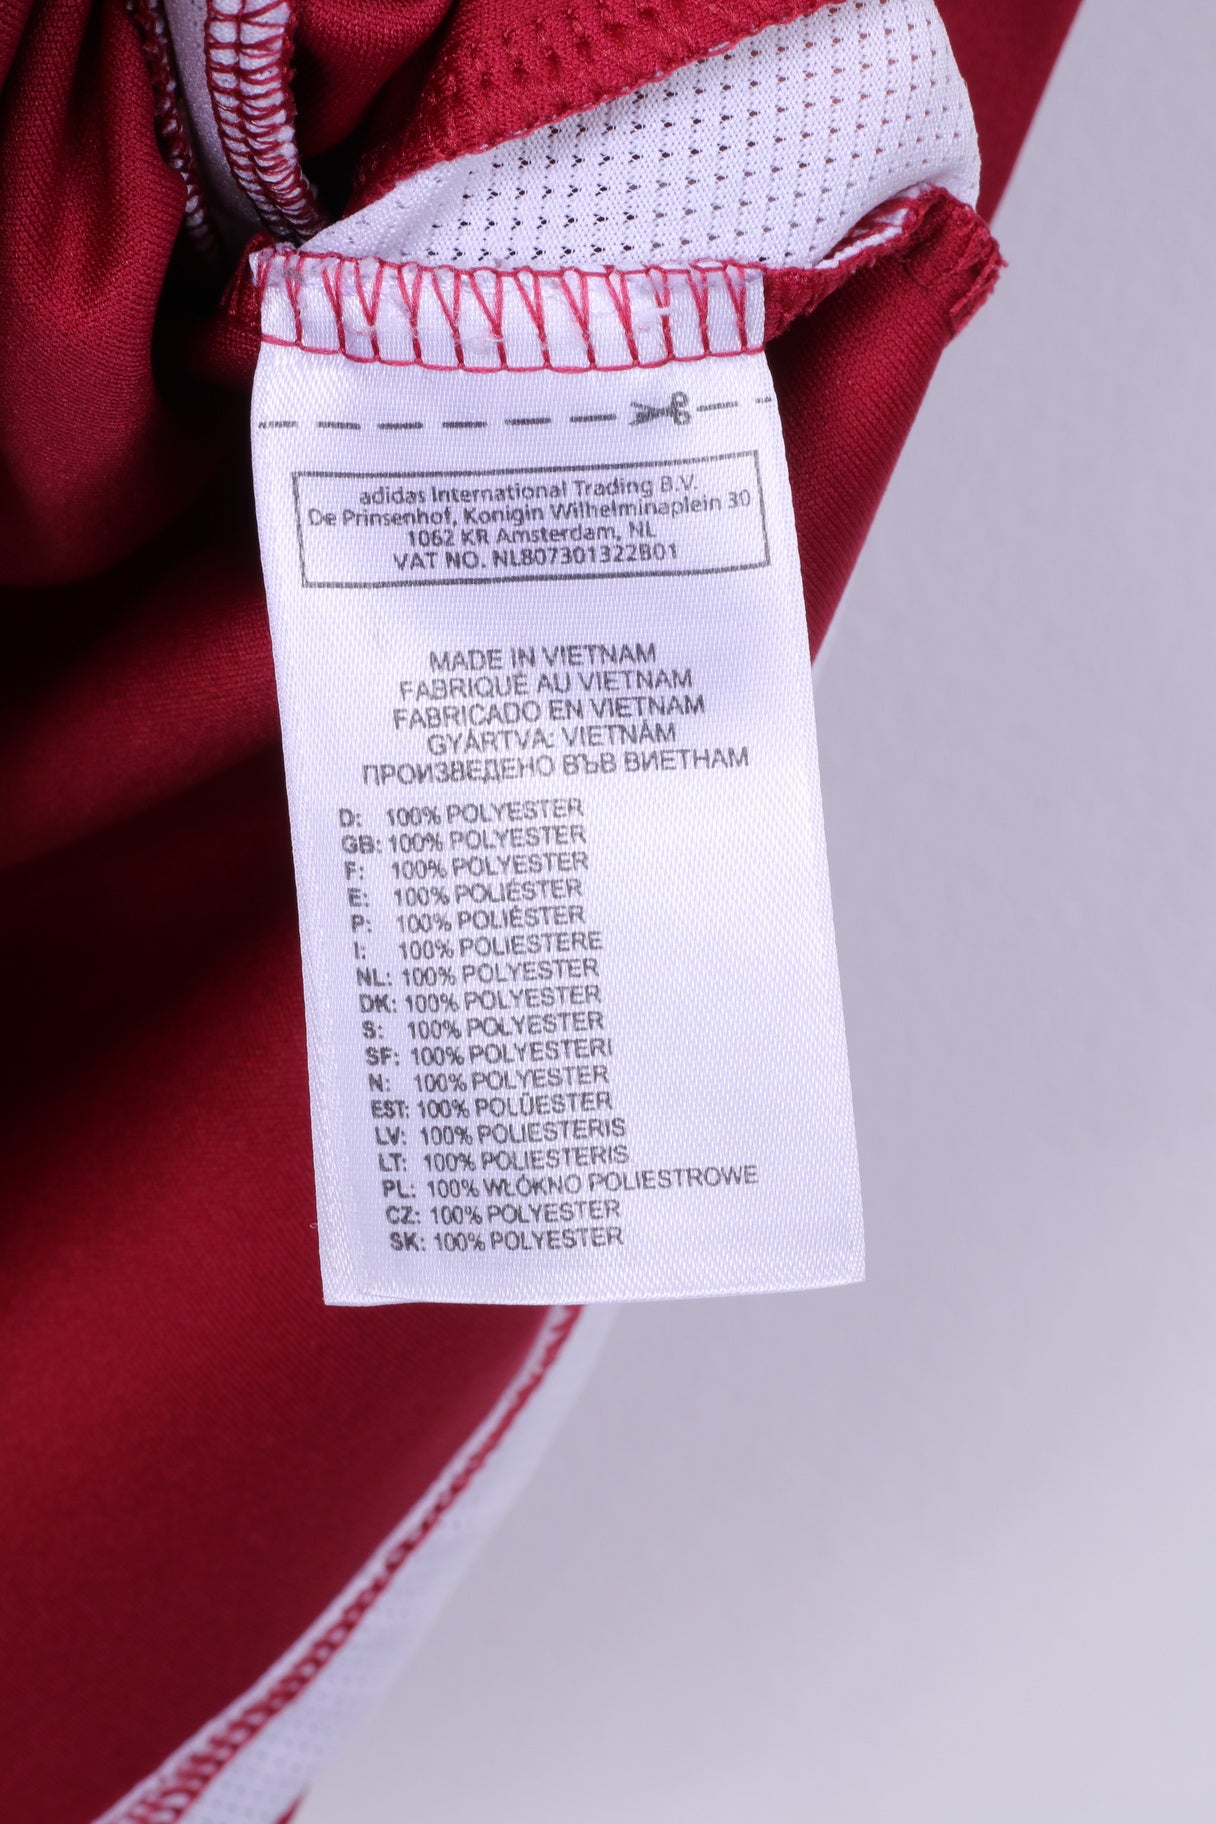 adidas International Trading B.V.
De Prinsenhof, Konigin Wilhelminaplein 30
1062 KR Amsterdam, NL
VAT NO. NL807301322B01
MADE IN VIETNAM
FABRIQUÉ AU VIETNAM
FABRICADO EN VIETNAM
GYÁRTVA: VIETNÁM
ПРОИЗВЕДЕНО ВЪВ ВИЕТНАМ
D: 100% POLYESTER
GB: 100% POLYESTER
F: 100% POLYESTER
E: 100% POLIÉSTER
P: 100% POLIÉSTER
I: 100% POLIESTERE
NL: 100% POLYESTER
DK: 100% POLYESTER
S: 100% POLYESTER
SF: 100% POLYESTERI
N: 100% POLYESTER
EST: 100% POLÜESTER
LV: 100% POLIESTERIS
LT: 100% POLIESTERIS
PL: 100% WŁÓKNO POLIESTROWE
CZ: 100% POLYESTER
SK: 100% POLYESTER